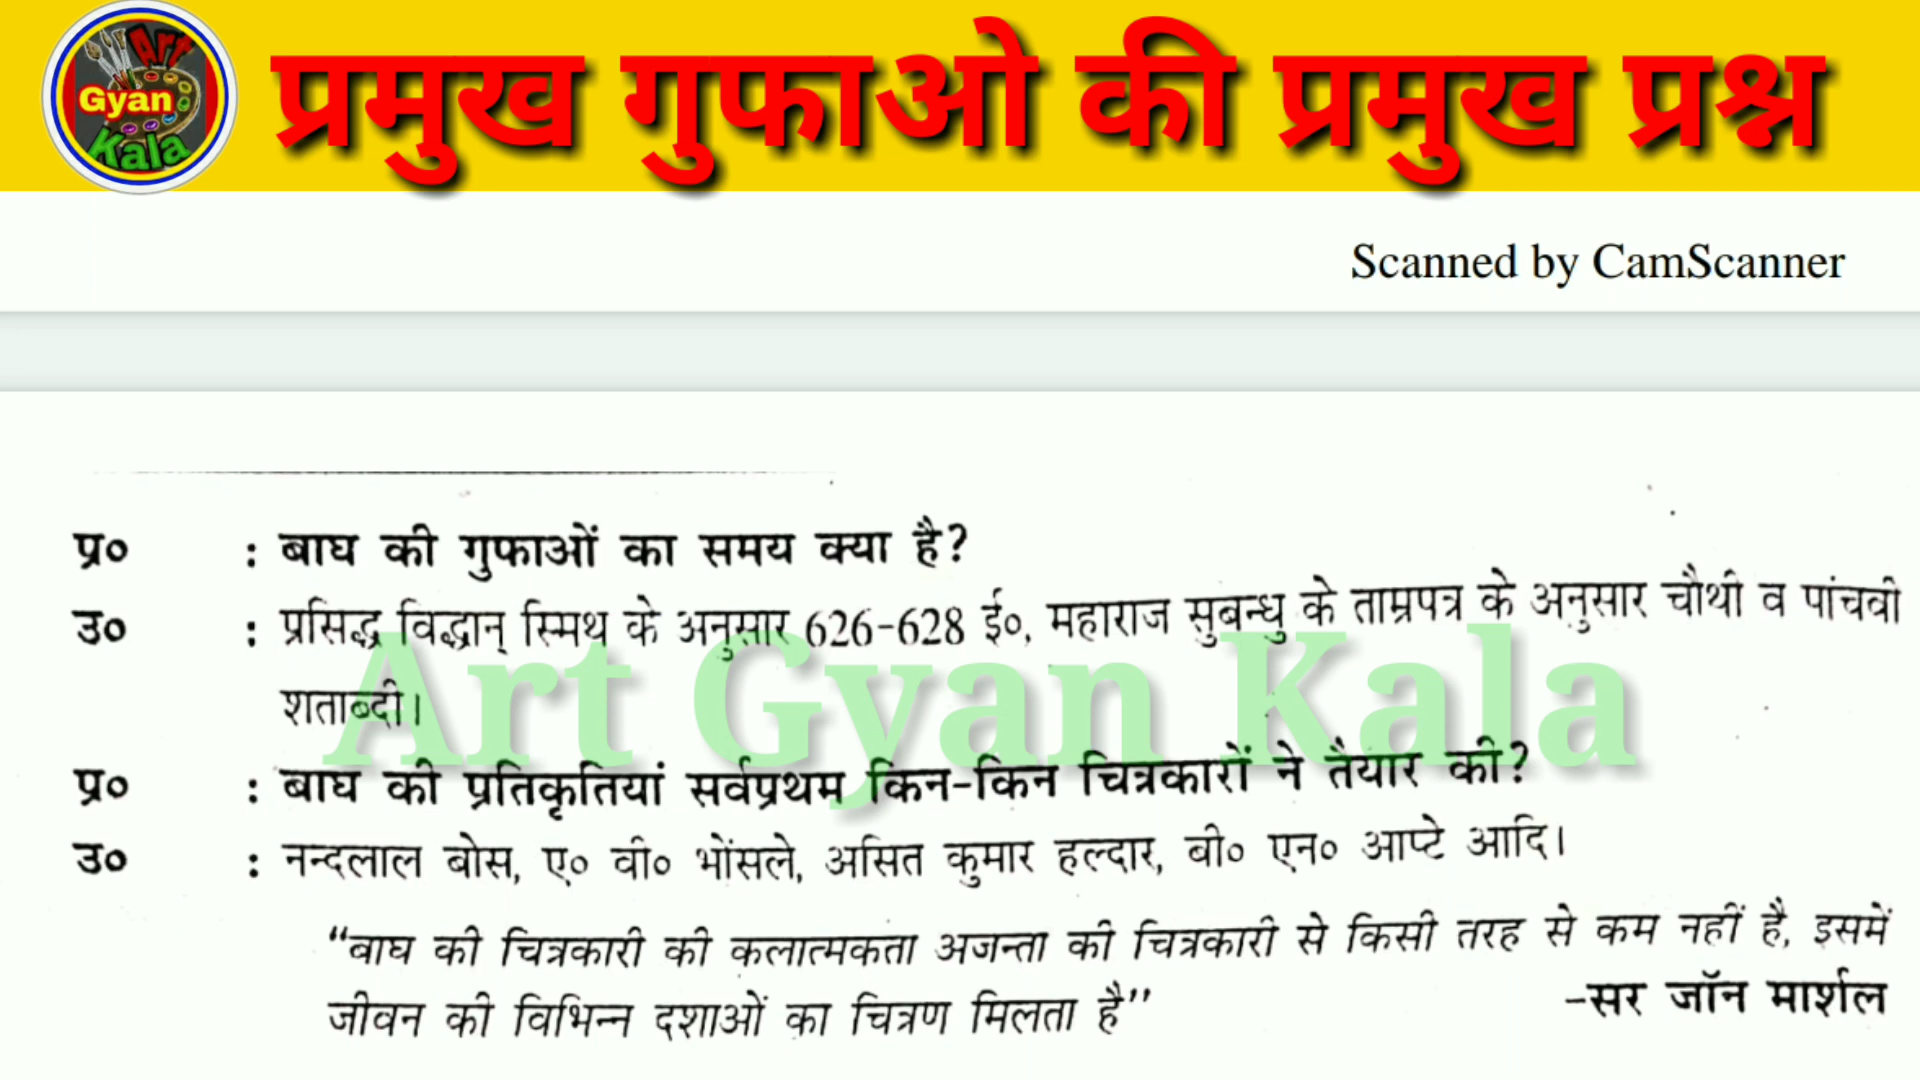 Art
Gyan
Kala
प्रमुख गुफाओ की प्रमुख प्रश्न
Scanned by CamScanner
प्र० : बाघ की गुफाओं का समय क्या है?
उ० : प्रसिद्ध विद्धान् स्मिथ के अनुसार 626-628 ई०, महाराज सुबन्धु के ताम्रपत्र के अनुसार चौथी व पांचवी
शताब्दी।
Art Gyan Kala
प्र० : बाघ की प्रतिकृतियां सर्वप्रथम किन-किन चित्रकारों ने तैयार की?
उ० : नन्दलाल बोस, ए० वी० भोंसले, असित कुमार हल्दार, बी० एन० आप्टे आदि।
“बाघ की चित्रकारी की कलात्मकता अजन्ता की चित्रकारी से किसी तरह से कम नहीं है, इसमें
जीवन की विभिन्न दशाओं का चित्रण मिलता है” -सर जॉन मार्शल